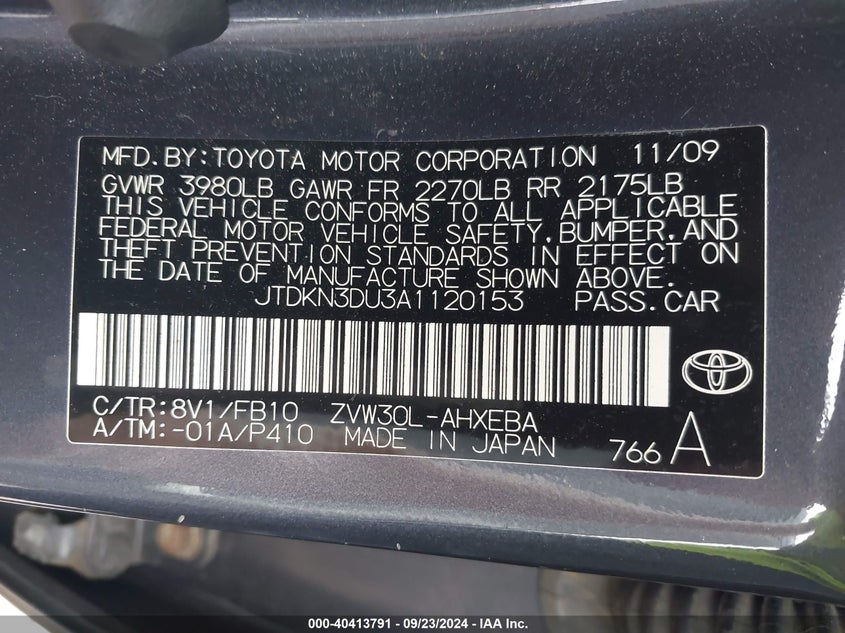 MFD.BY:TOYOTA MOTOR CORPORATION 11/09
GVWR 3980LB GAWR FR 2270LB RR 2175LB
THIS VEHICLE CONFORMS TO ALL APPLICABLE
FEDERAL MOTOR VEHICLE SAFETY,BUMPER,AND
THEFT PREVENTION STANDARDS IN EFFECT ON
THE DATE OF MANUFACTURE SHOWN ABOVE.
JTDKN3DU3A1120153 PASS.CAR
C/TR:8V1/FB10 ZVW30L-AHXEBA
A/TM:-01A/P410 MADE IN JAPAN 766 A
000-40413791 - 09/23/2024 - IAA Inc.